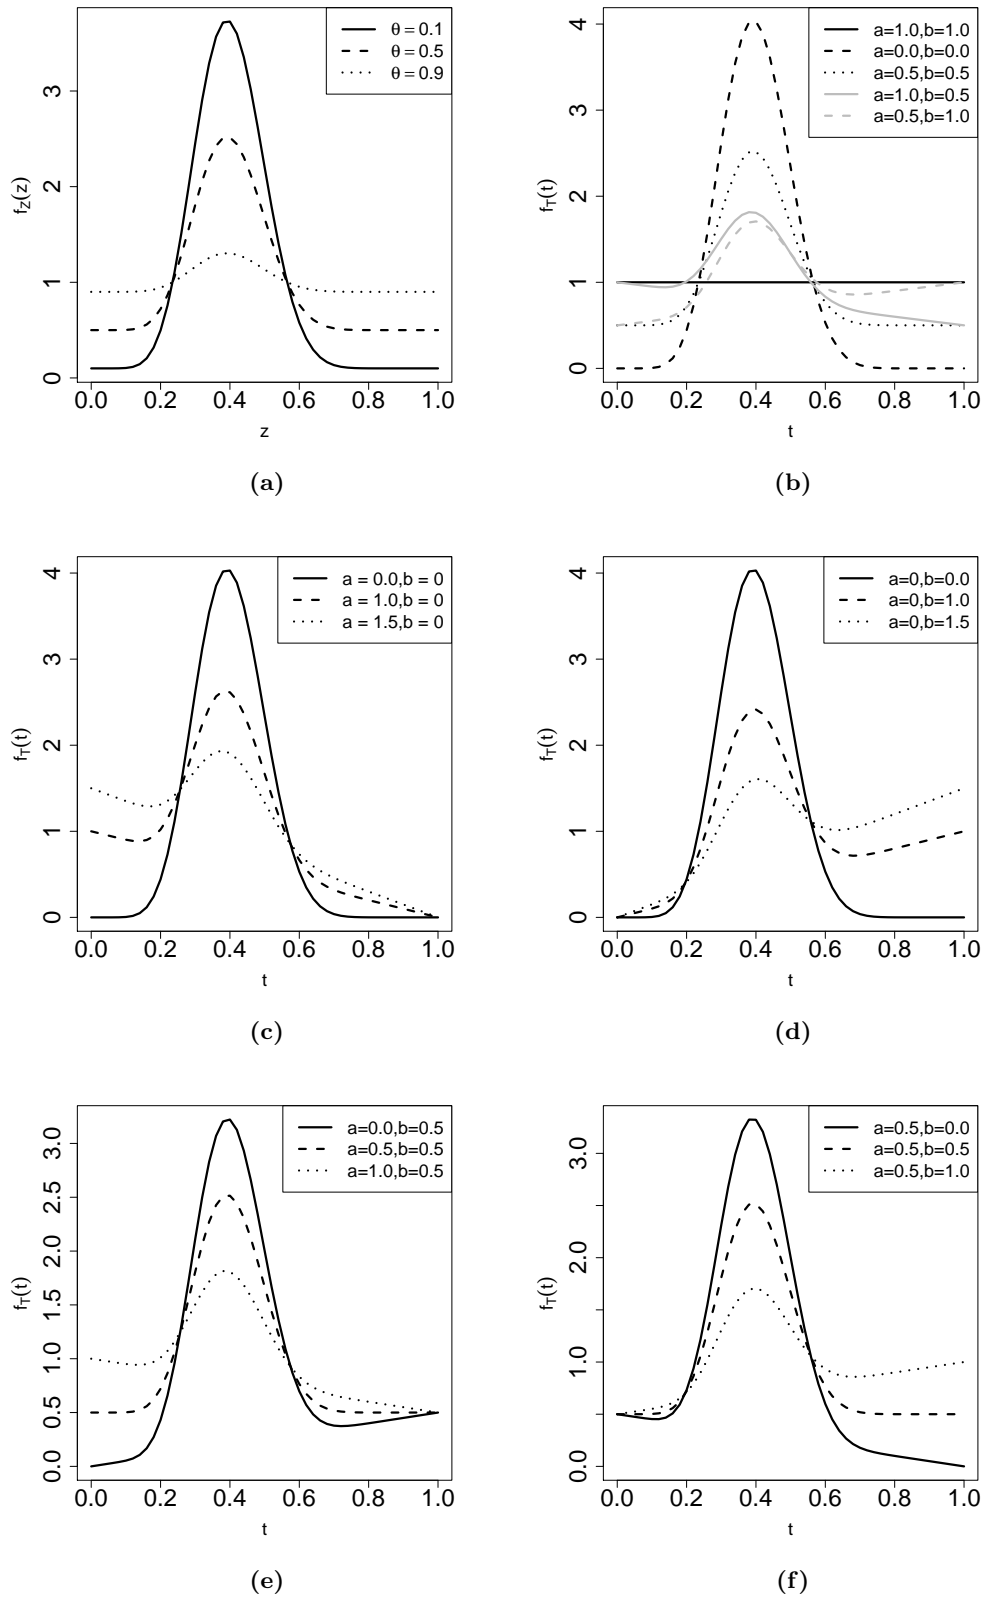 θ = 0.1
θ = 0.5
θ = 0.9
3
2
1
0
f_Z(z)
0.0 0.2 0.4 0.6 0.8 1.0
z
(a)
a=1.0,b=1.0
a=0.0,b=0.0
a=0.5,b=0.5
a=1.0,b=0.5
a=0.5,b=1.0
4
3
2
1
0
f_T(t)
0.0 0.2 0.4 0.6 0.8 1.0
t
(b)
a = 0.0,b = 0
a = 1.0,b = 0
a = 1.5,b = 0
4
3
2
1
0
f_T(t)
0.0 0.2 0.4 0.6 0.8 1.0
t
(c)
a=0,b=0.0
a=0,b=1.0
a=0,b=1.5
4
3
2
1
0
f_T(t)
0.0 0.2 0.4 0.6 0.8 1.0
t
(d)
a=0.0,b=0.5
a=0.5,b=0.5
a=1.0,b=0.5
3.0
2.5
2.0
1.5
1.0
0.5
0.0
f_T(t)
0.0 0.2 0.4 0.6 0.8 1.0
t
(e)
a=0.5,b=0.0
a=0.5,b=0.5
a=0.5,b=1.0
3.0
2.0
1.0
0.0
f_T(t)
0.0 0.2 0.4 0.6 0.8 1.0
t
(f)